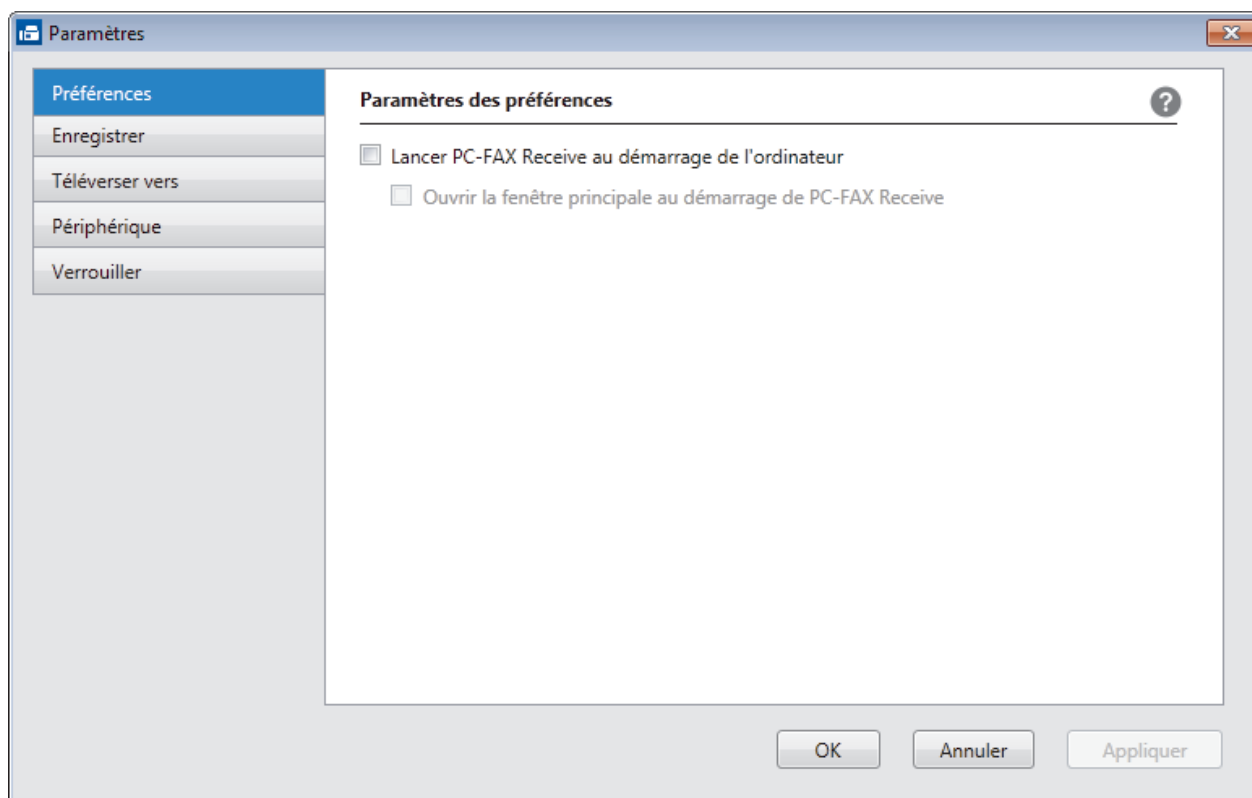 Paramètres
Préférences
Enregistrer
Téléverser vers
Périphérique
Verrouiller
Paramètres des préférences
?
Lancer PC-FAX Receive au démarrage de l'ordinateur
Ouvrir la fenêtre principale au démarrage de PC-FAX Receive
OK
Annuler
Appliquer